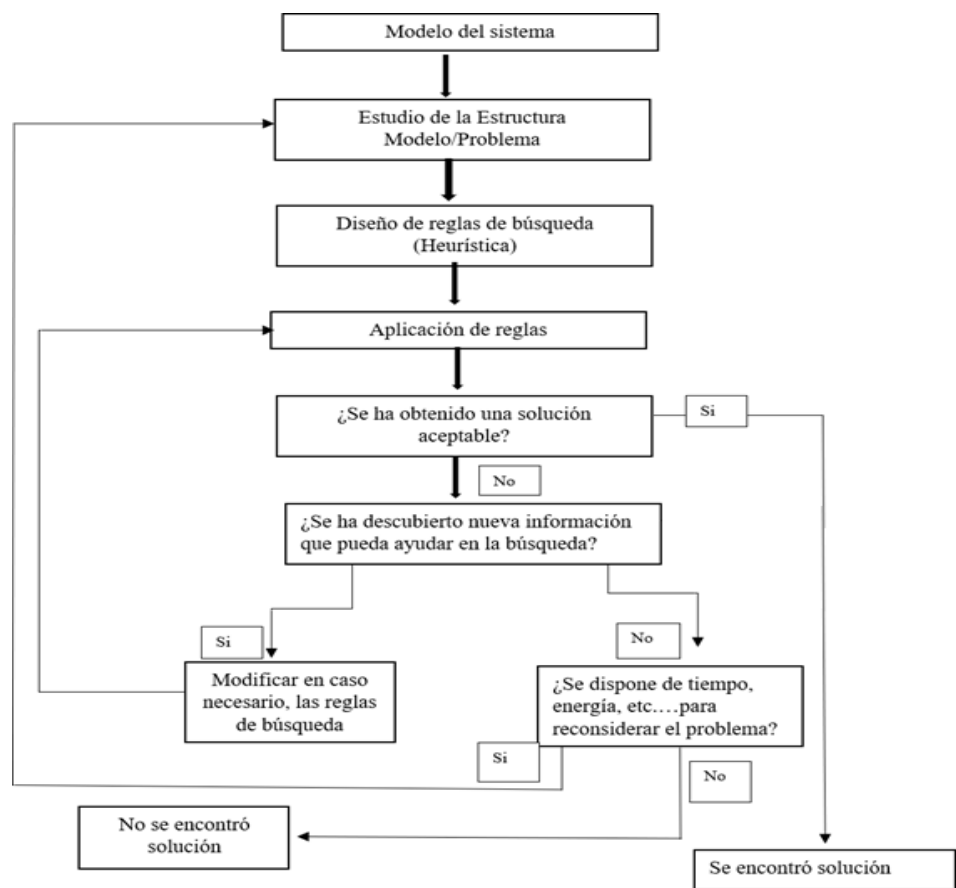 Modelo del sistema
Estudio de la Estructura
Modelo/Problema
Diseño de reglas de búsqueda
(Heurística)
Aplicación de reglas
¿Se ha obtenido una solución
aceptable?
Si
No
¿Se ha descubierto nueva información
que pueda ayudar en la búsqueda?
Si
No
Modificar en caso
necesario, las reglas
de búsqueda
¿Se dispone de tiempo,
energía, etc.…para
reconsiderar el problema?
Si
No
No se encontró
solución
Se encontró solución